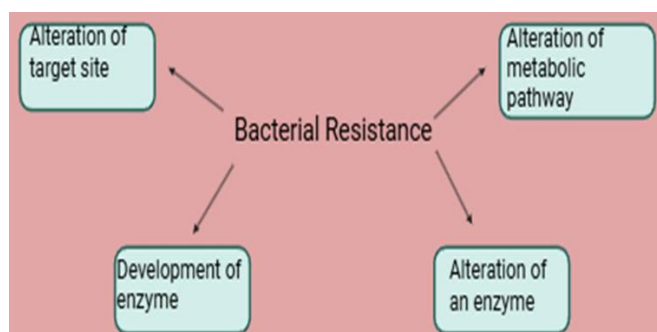 Alteration of
target site
Alteration of
metabolic
pathway
Bacterial Resistance
Development of
enzyme
Alteration of
an enzyme